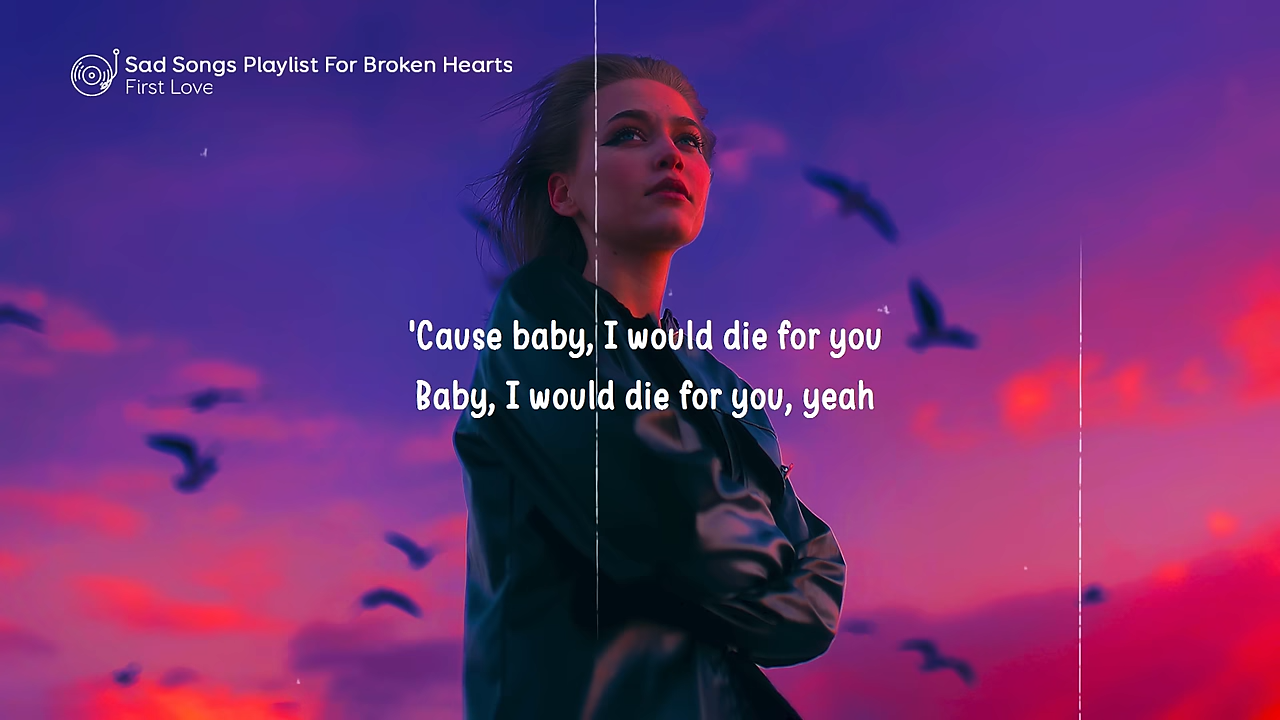 Sad Songs Playlist For Broken Hearts
First Love
'Cause baby, I would die for you
Baby, I would die for you, yeah